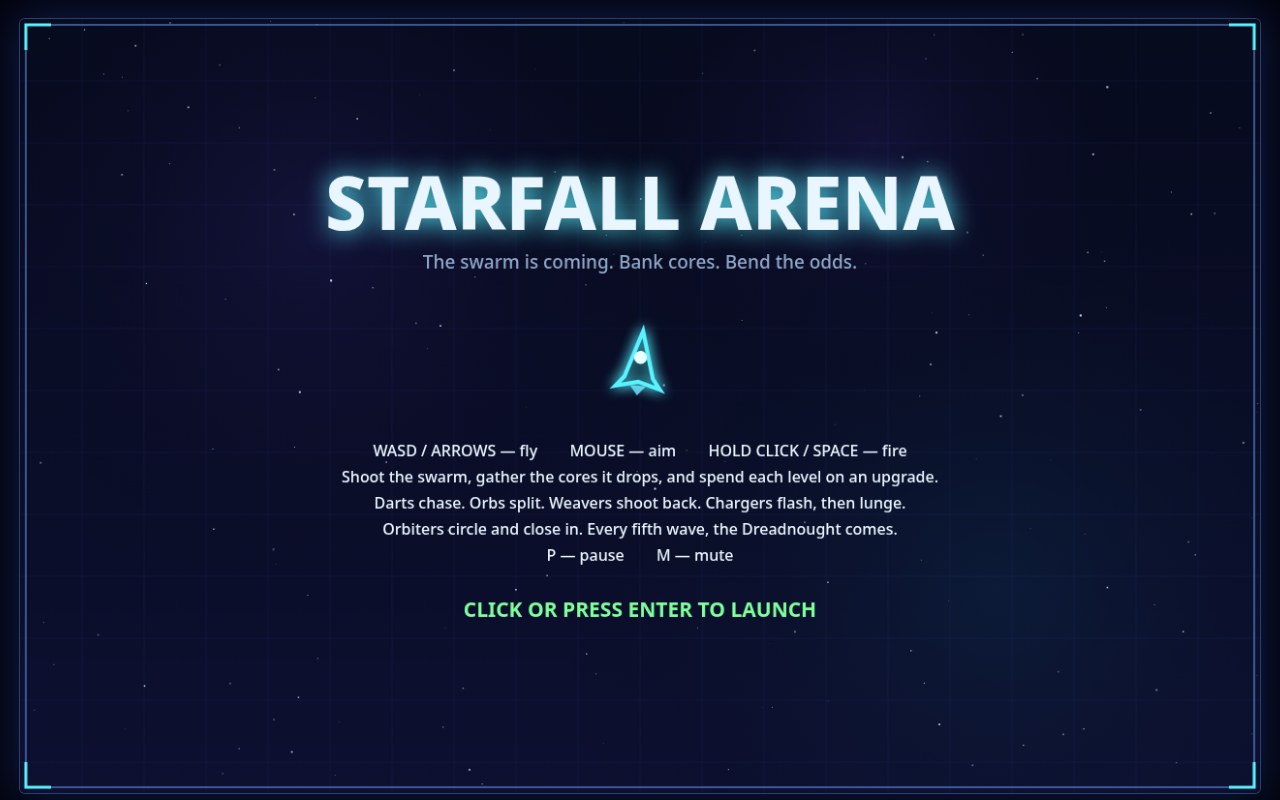 STARFALL ARENA
The swarm is coming. Bank cores. Bend the odds.
WASD / ARROWS — fly MOUSE — aim HOLD CLICK / SPACE — fire
Shoot the swarm, gather the cores it drops, and spend each level on an upgrade.
Darts chase. Orbs split. Weavers shoot back. Chargers flash, then lunge.
Orbiters circle and close in. Every fifth wave, the Dreadnought comes.
P — pause M — mute
CLICK OR PRESS ENTER TO LAUNCH